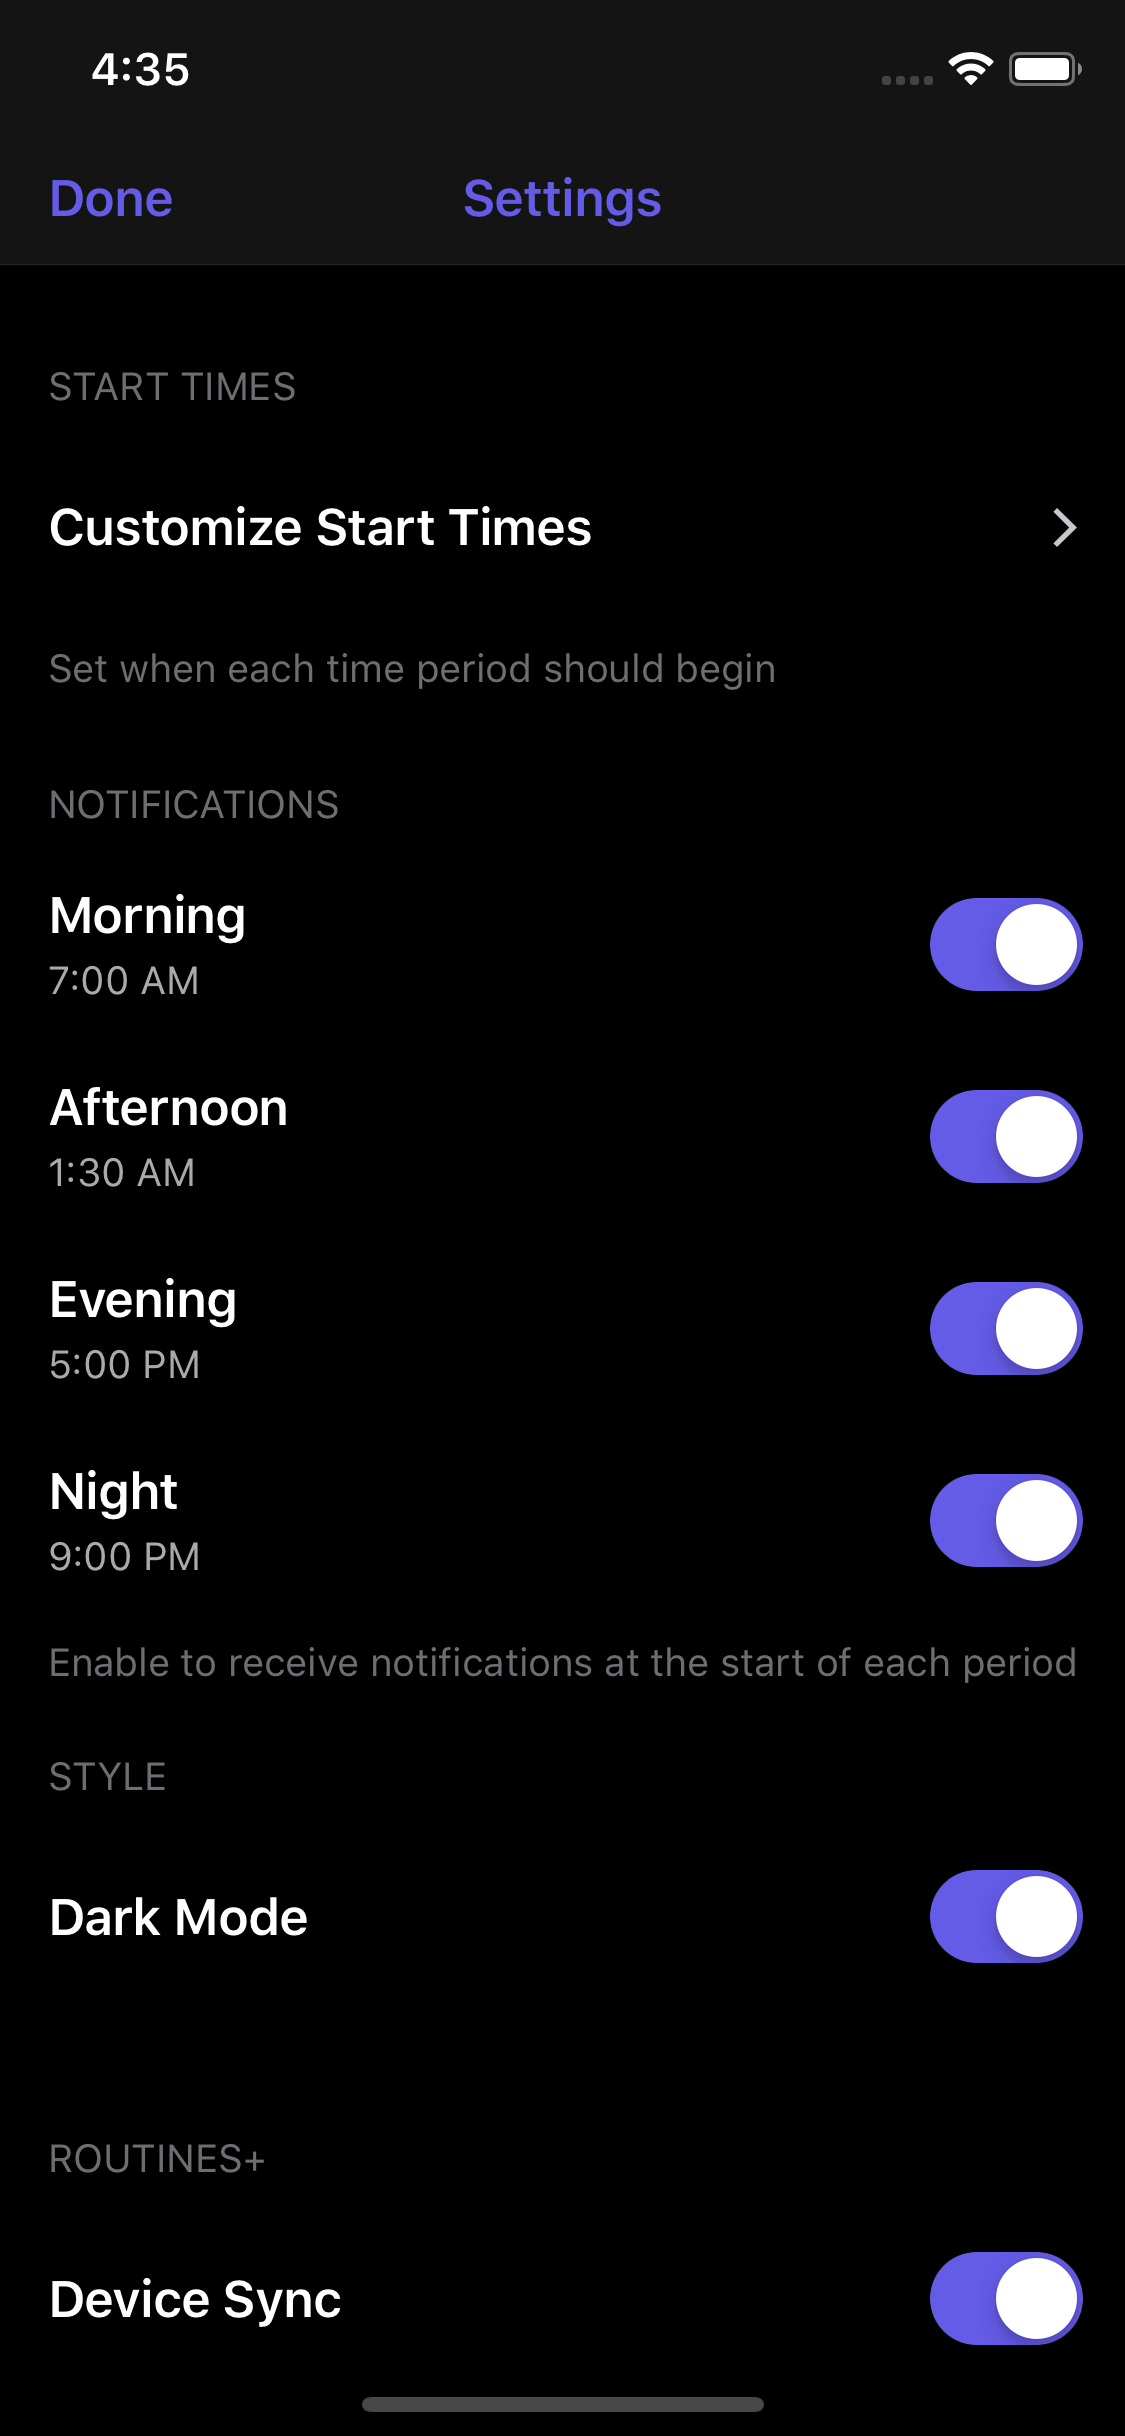 4:35
Done
Settings
START TIMES
Customize Start Times
Set when each time period should begin
NOTIFICATIONS
Morning
7:00 AM
Afternoon
1:30 AM
Evening
5:00 PM
Night
9:00 PM
Enable to receive notifications at the start of each period
STYLE
Dark Mode
ROUTINES+
Device Sync